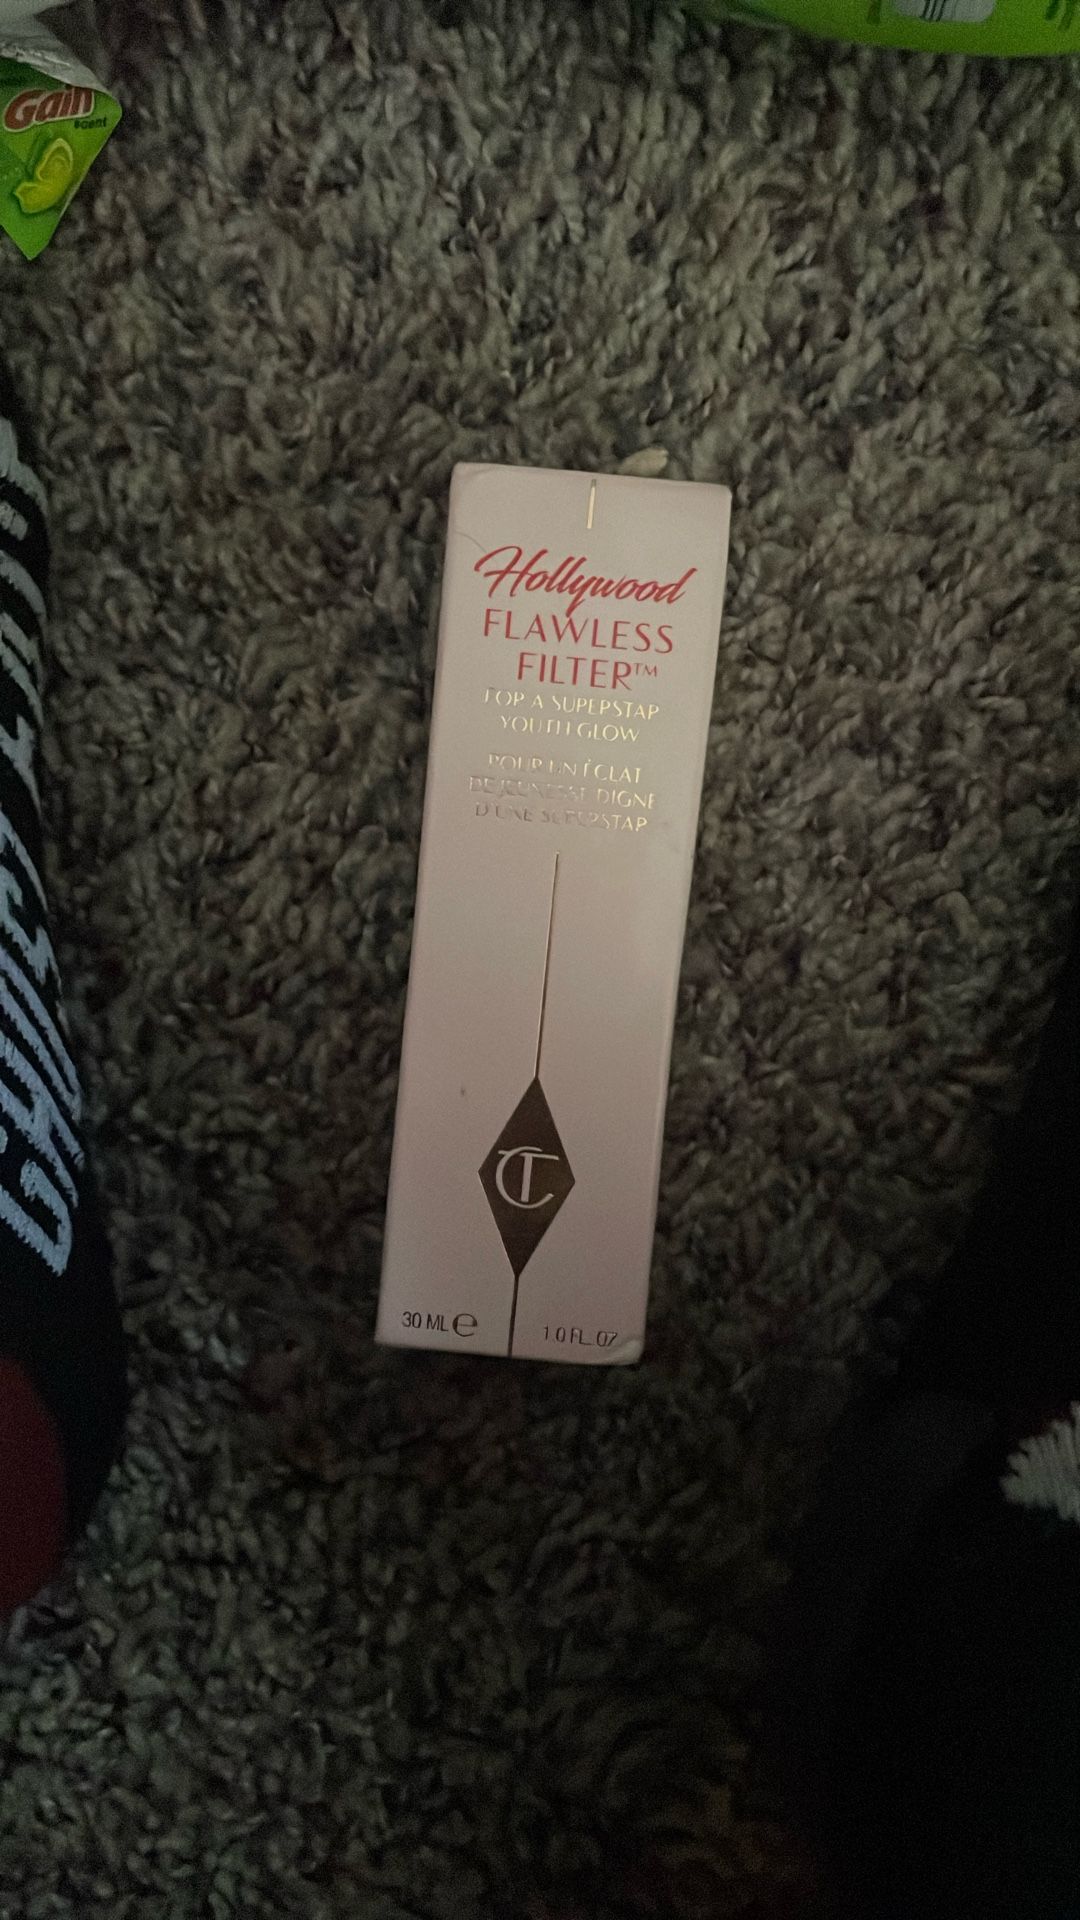 Gain
scent
Hollywood
FLAWLESS
FILTER™
FOR A SUPERSTAR
YOUTH GLOW
POUR UN ÉCLAT
DE JEUNESSE DIGNE
D'UNE SUPERSTAR
CT
30 ML ℮
1.0 FL. OZ